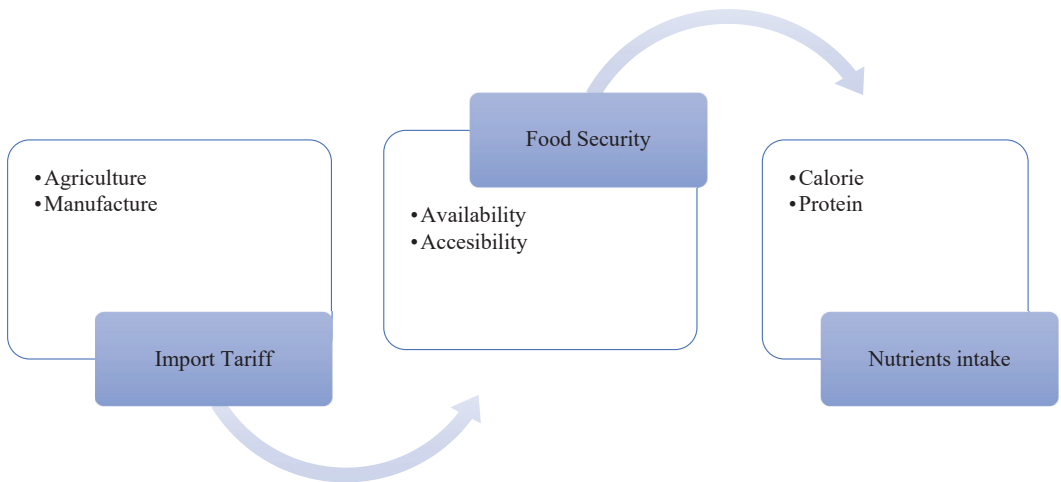 •Agriculture
•Manufacture
Import Tariff
Food Security
•Availability
•Accesibility
•Calorie
•Protein
Nutrients intake